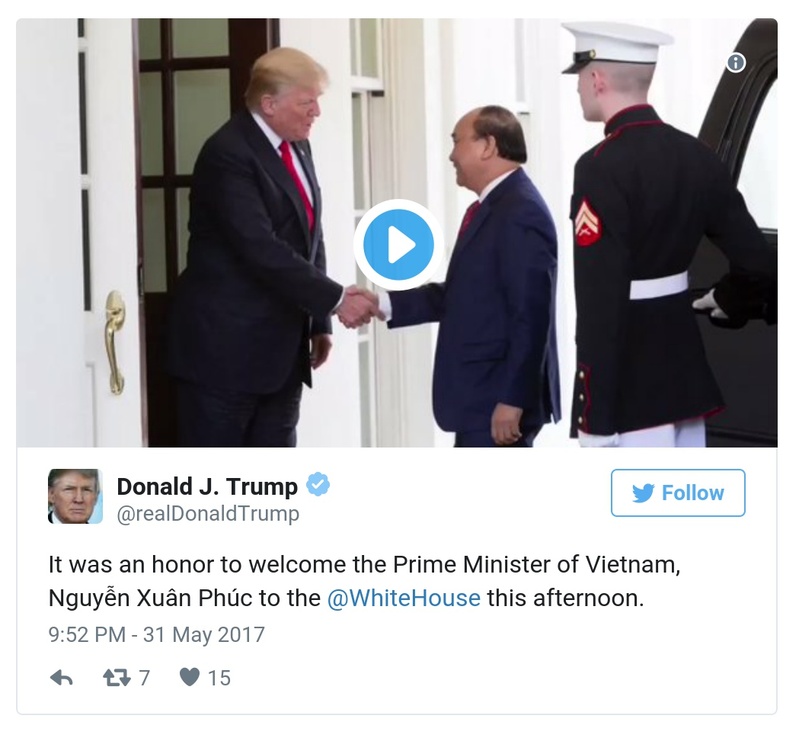 Donald J. Trump
@realDonaldTrump
Follow
It was an honor to welcome the Prime Minister of Vietnam,
Nguyễn Xuân Phúc to the @WhiteHouse this afternoon.
9:52 PM - 31 May 2017
7
15